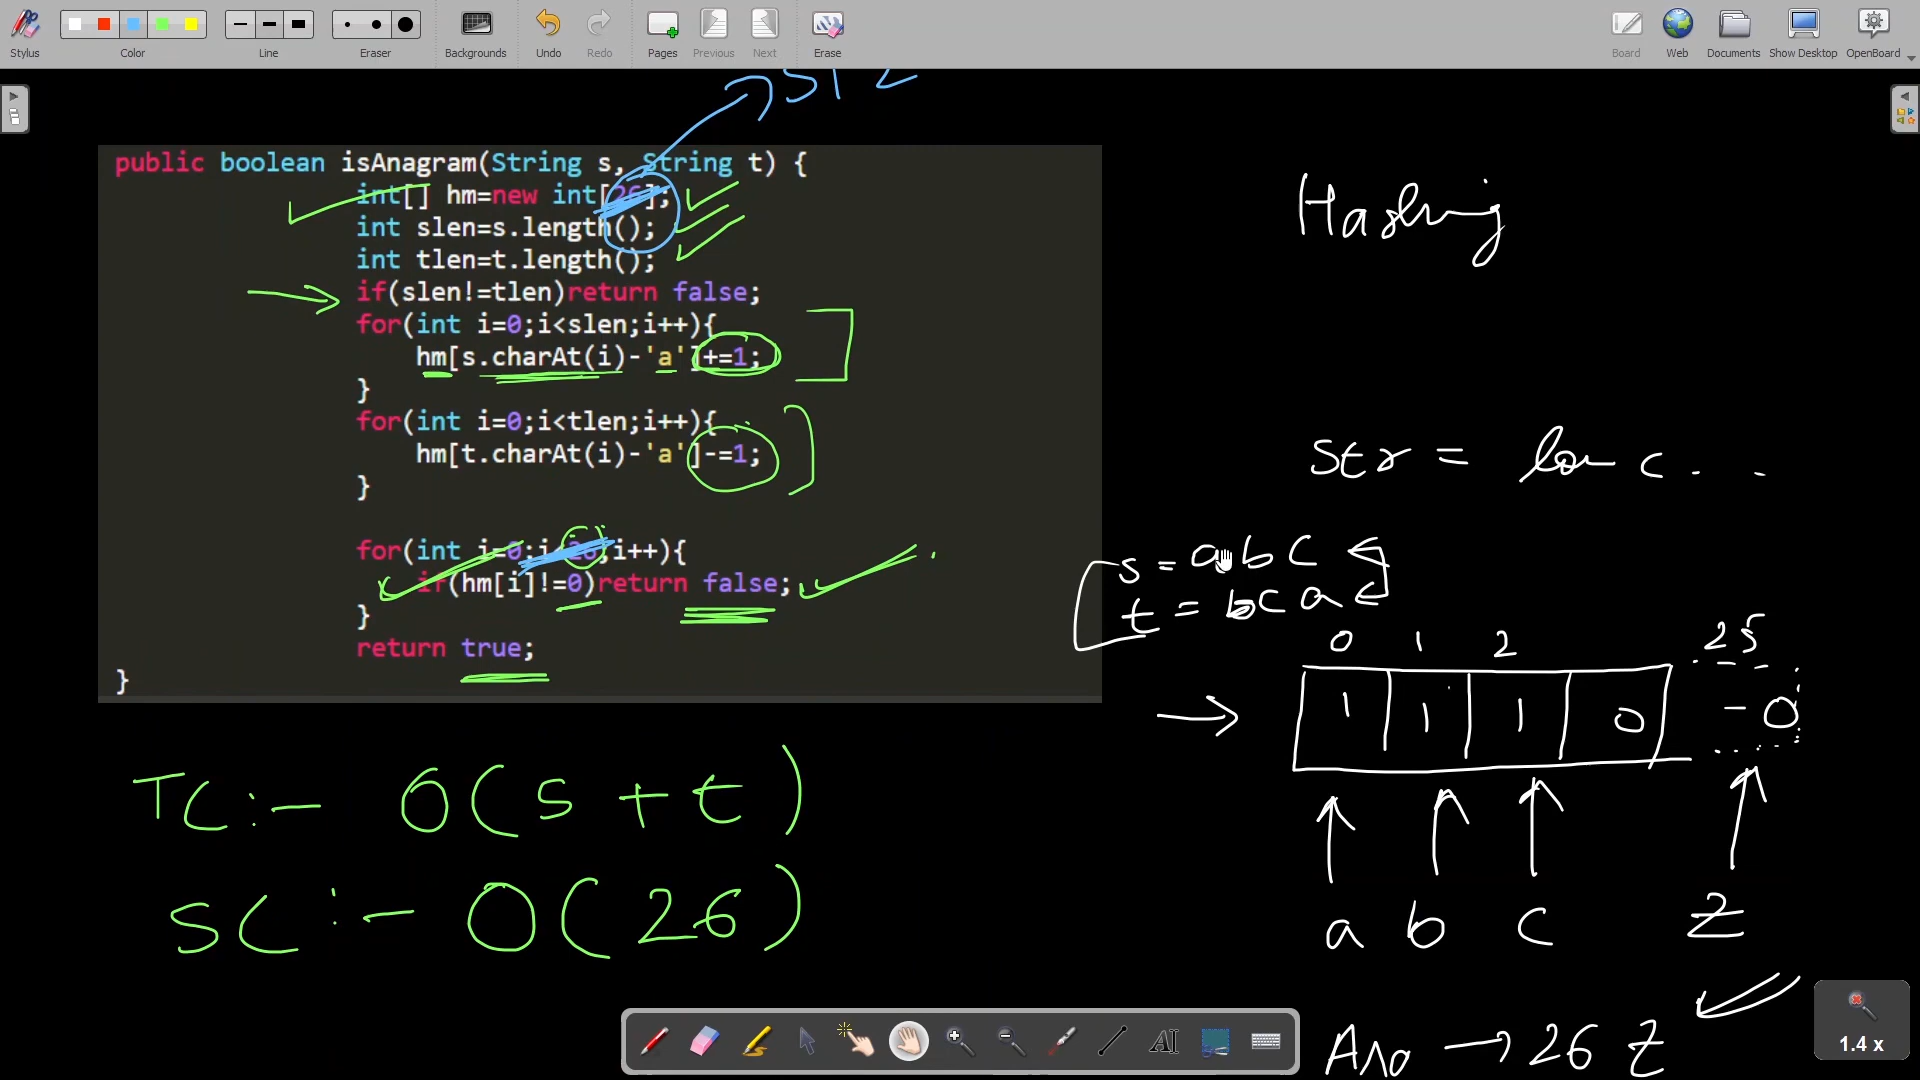 Stylus
Color
Line
Eraser
Backgrounds
Undo
Redo
Pages
Previous
Next
Erase
Board
Web
Documents
Show Desktop
OpenBoard
public boolean isAnagram(String s, String t) {
int[] hm=new int[26];
int slen=s.length();
int tlen=t.length();
if(slen!=tlen)return false;
for(int i=0;i<slen;i++){
hm[s.charAt(i)-'a']+=1;
}
for(int i=0;i<tlen;i++){
hm[t.charAt(i)-'a']-=1;
}
for(int i=0;i<26;i++){
if(hm[i]!=0)return false;
}
return true;
}
Hashing
str = low c . .
s = a b c
t = b c a
0 1 2 25
1 1 1 0 - 0
a b c z
TC:- O(s + t)
SC:- O(26)
→ 26 z
1.4 x